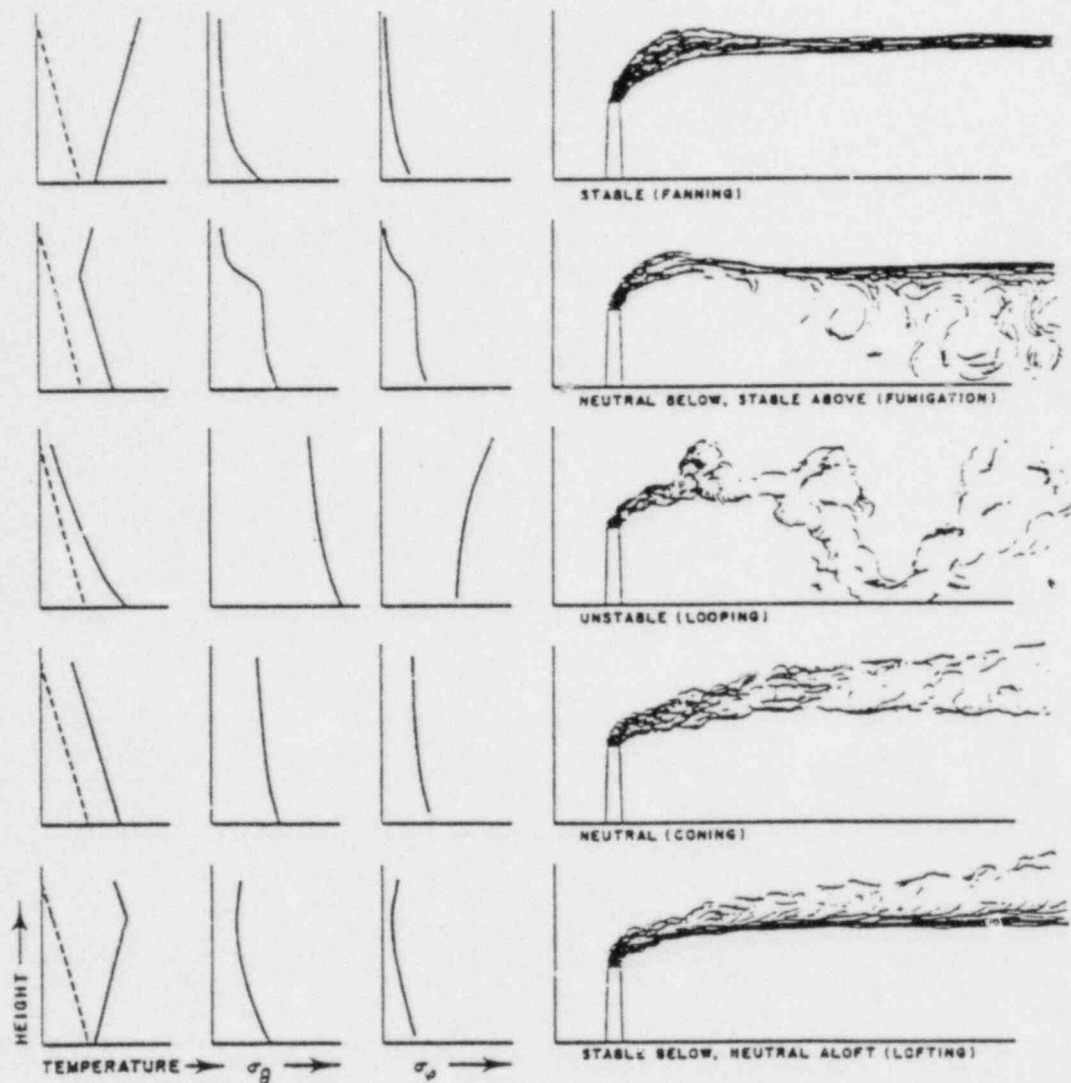 STABLE (FANNING)
NEUTRAL BELOW, STABLE ABOVE (FUMIGATION)
UNSTABLE (LOOPING)
NEUTRAL (CONING)
HEIGHT
TEMPERATURE
σθ
σφ
STABLE BELOW, NEUTRAL ALOFT (LOFTING)